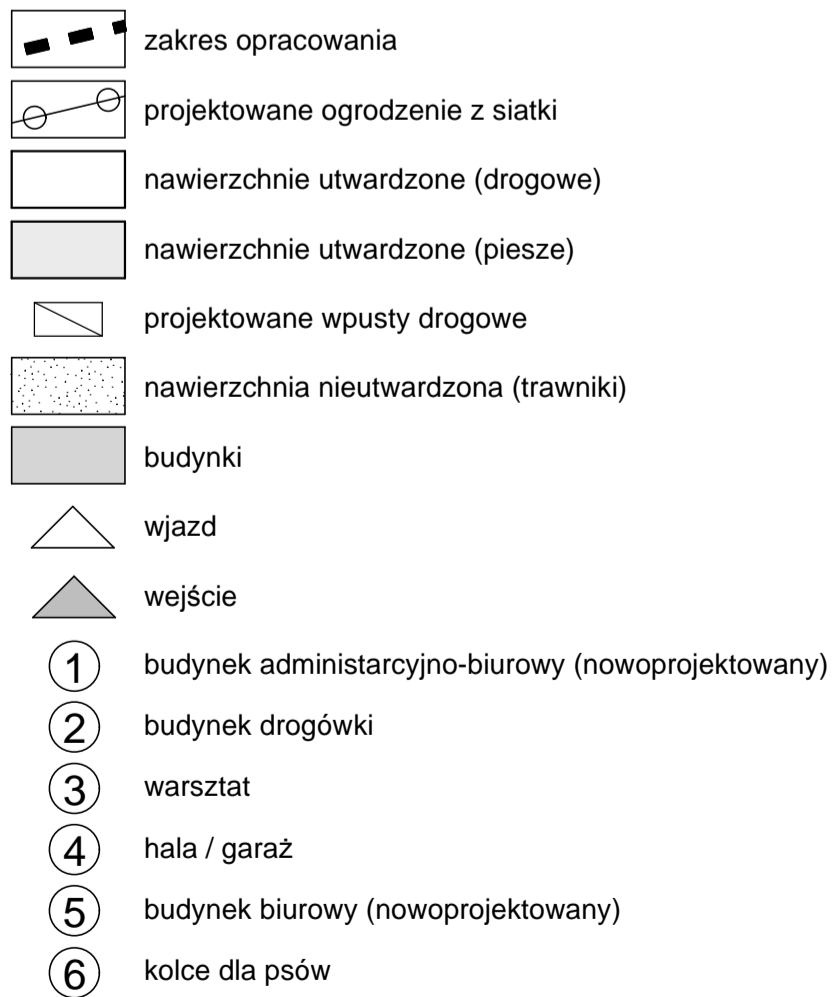 zakres opracowania
projektowane ogrodzenie z siatki
nawierzchnie utwardzone (drogowe)
nawierzchnie utwardzone (piesze)
projektowane wpusty drogowe
nawierzchnia nieutwardzona (trawniki)
budynki
wjazd
wejście
1 budynek administarcyjno-biurowy (nowoprojektowany)
2 budynek drogówki
3 warsztat
4 hala / garaż
5 budynek biurowy (nowoprojektowany)
6 kolce dla psów